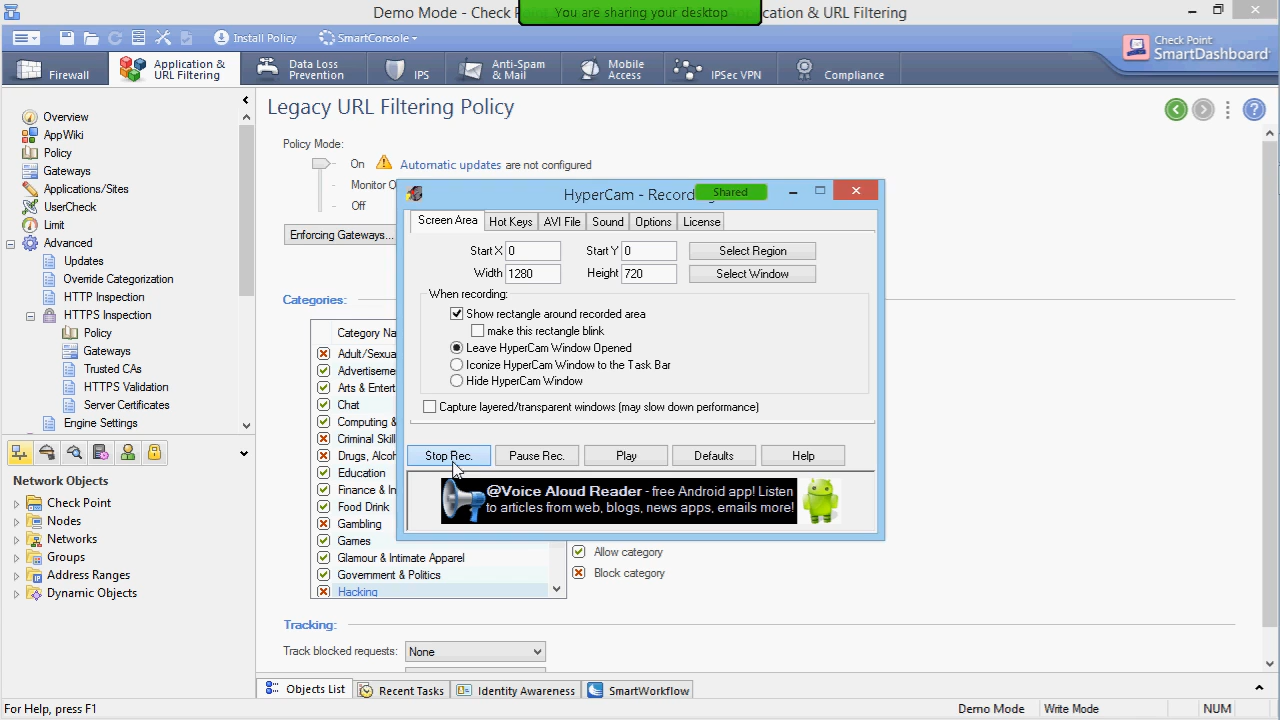 Demo Mode - Check P
You are sharing your desktop
cation & URL Filtering
Install Policy
SmartConsole
Check Point
SmartDashboard
Firewall
Application &
URL Filtering
Data Loss
Prevention
IPS
Anti-Spam
& Mail
Mobile
Access
IPSec VPN
Compliance
Overview
AppWiki
Policy
Gateways
Applications/Sites
UserCheck
Limit
Advanced
Updates
Override Categorization
HTTP Inspection
HTTPS Inspection
Policy
Gateways
Trusted CAs
HTTPS Validation
Server Certificates
Engine Settings
Network Objects
Check Point
Nodes
Networks
Groups
Address Ranges
Dynamic Objects
Legacy URL Filtering Policy
Policy Mode:
On
Automatic updates are not configured
Monitor O
Off
Enforcing Gateways...
Categories:
Category Na
Adult/Sexua
Advertiseme
Arts & Entert
Chat
Computing &
Criminal Skill
Drugs, Alcoh
Education
Finance & In
Food Drink
Gambling
Games
Glamour & Intimate Apparel
Government & Politics
Hacking
Allow category
Block category
Tracking:
Track blocked requests:
None
HyperCam - Record
Shared
Screen Area
Hot Keys
AVI File
Sound
Options
License
Start X 0
Start Y 0
Select Region
Width 1280
Height 720
Select Window
When recording:
Show rectangle around recorded area
make this rectangle blink
Leave HyperCam Window Opened
Iconize HyperCam Window to the Task Bar
Hide HyperCam Window
Capture layered/transparent windows (may slow down performance)
Stop Rec.
Pause Rec.
Play
Defaults
Help
@Voice Aloud Reader - free Android app! Listen
to articles from web, blogs, news apps, emails more!
Objects List
Recent Tasks
Identity Awareness
SmartWorkflow
For Help, press F1
Demo Mode
Write Mode
NUM